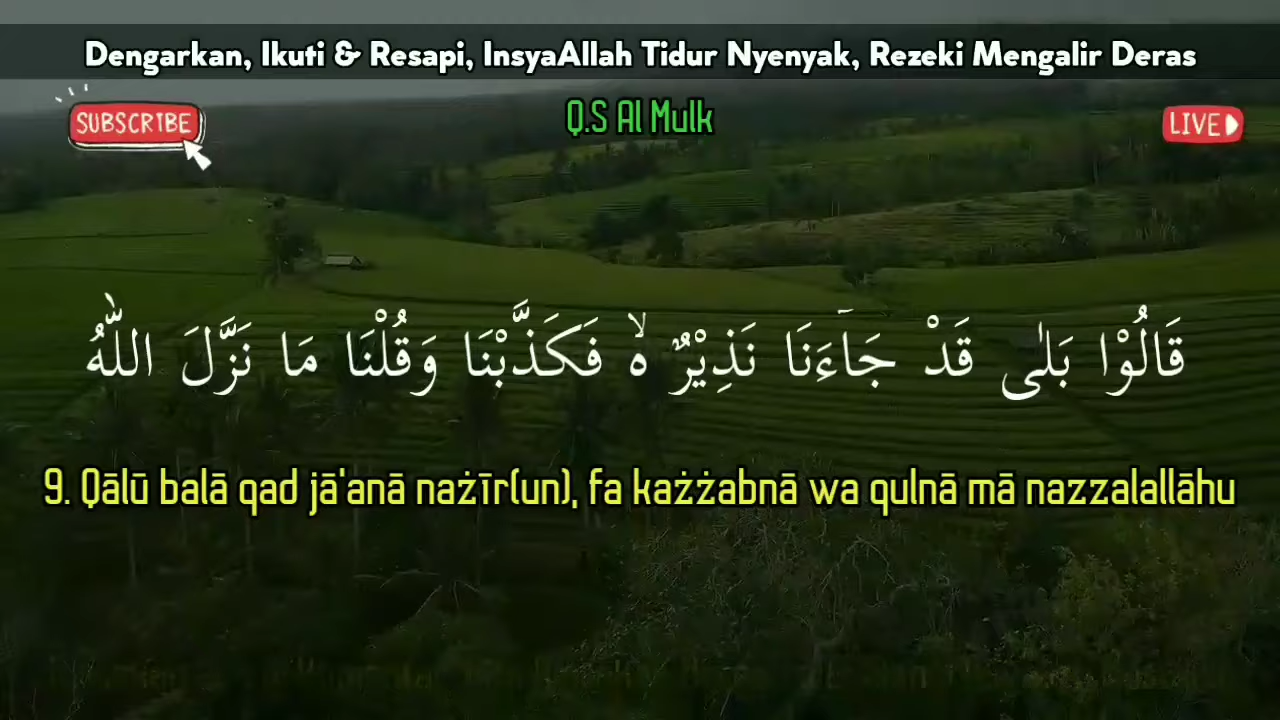 Dengarkan, Ikuti & Resapi, InsyaAllah Tidur Nyenyak, Rezeki Mengalir Deras
SUBSCRIBE
Q.S Al Mulk
LIVE
قَالُوْا بَلٰى قَدْ جَاۤءَنَا نَذِيْرٌ ەۙ فَكَذَّبْنَا وَقُلْنَا مَا نَزَّلَ اللّٰهُ
9. Qālū balā qad jā'anā nażīr(un), fa każżabnā wa qulnā mā nazzalallāhu